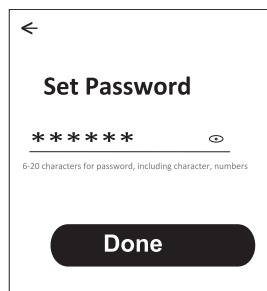 Set Password
******
6-20 characters for password, including character, numbers
Done